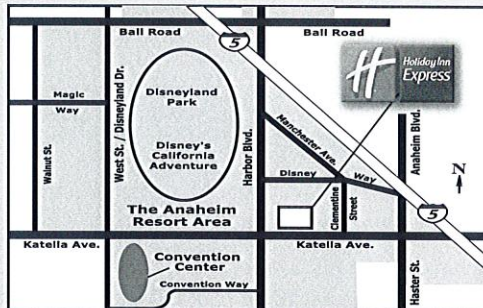 Ball Road
Ball Road
5
Holiday Inn
Express
Magic
Way
Walnut St.
West St. / Disneyland Dr.
Disneyland
Park
Disney's
California
Adventure
Harbor Blvd.
Manchester Ave.
Anaheim Blvd.
N
Disney Way
Clementine
Street
The Anaheim
Resort Area
5
Katella Ave.
Katella Ave.
Convention
Center
Convention Way
Haster St.